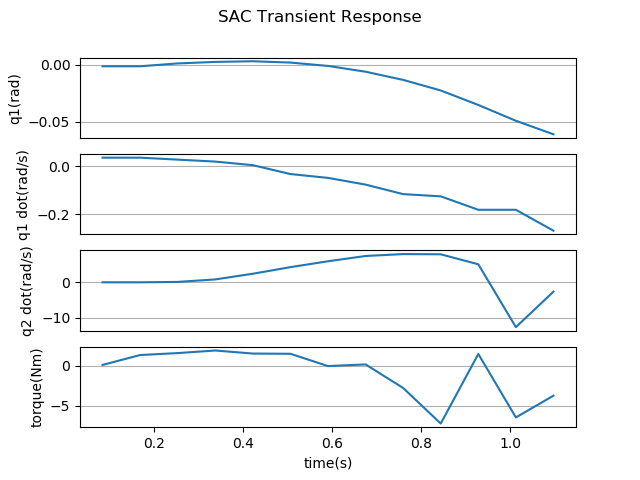 SAC Transient Response
q1(rad)
0.00
−0.05
q1 dot(rad/s)
0.0
−0.2
q2 dot(rad/s)
0
−10
torque(Nm)
0
−5
0.2 0.4 0.6 0.8 1.0
time(s)